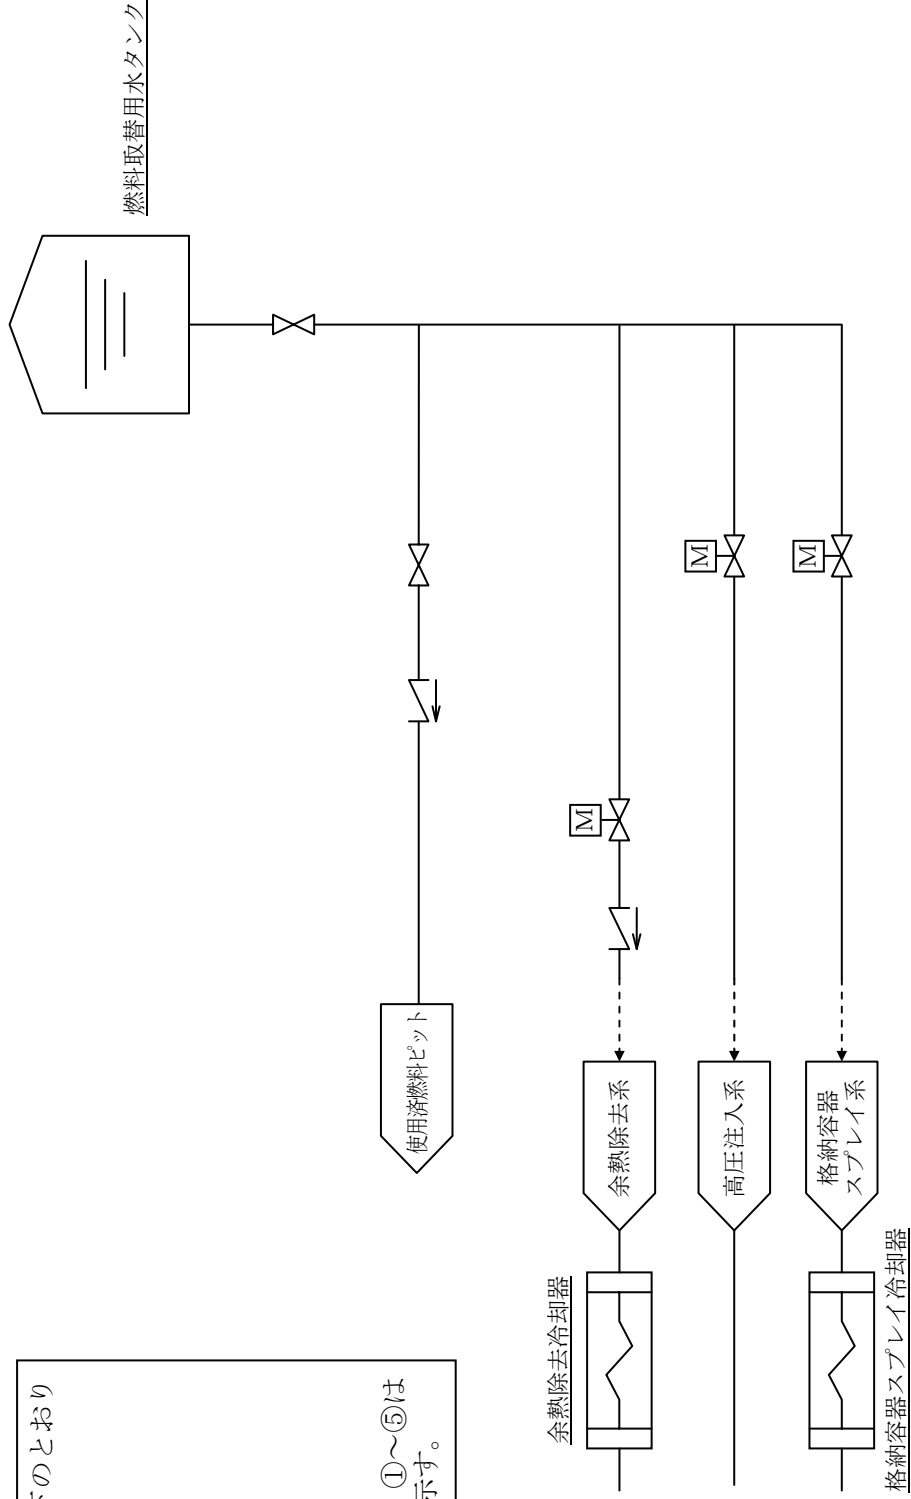 燃料取替用水タンク
M
M
M
使用済燃料ピット
余熱除去系
高圧注入系
格納容器
スプレイ系
余熱除去冷却器
格納容器スプレイ冷却器
のとおり
①～⑤は
示す。